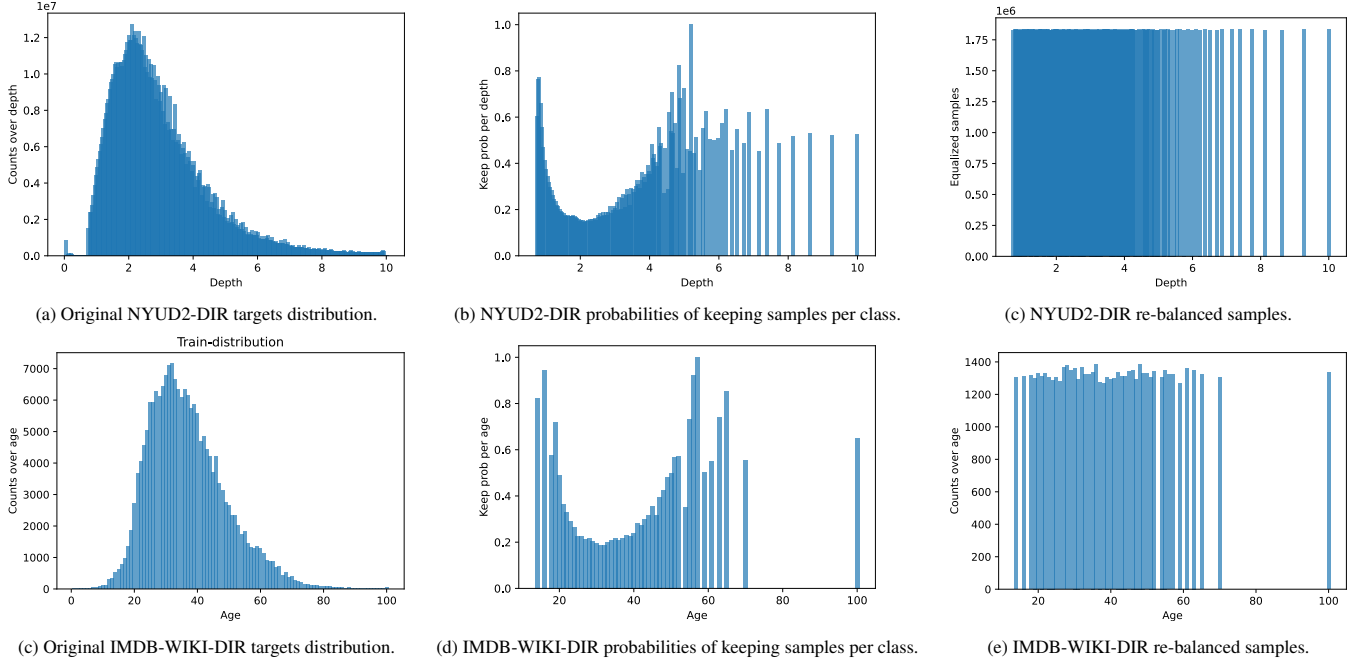 1e7
Counts over depth
1.2
1.0
0.8
0.6
0.4
0.2
0.0
0 2 4 6 8 10
Depth
(a) Original NYUD2-DIR targets distribution.
Keep prob per depth
1.0
0.8
0.6
0.4
0.2
0.0
2 4 6 8 10
Depth
(b) NYUD2-DIR probabilities of keeping samples per class.
1e6
Equalized samples
1.75
1.50
1.25
1.00
0.75
0.50
0.25
0.00
2 4 6 8 10
Depth
(c) NYUD2-DIR re-balanced samples.
Train-distribution
Counts over age
7000
6000
5000
4000
3000
2000
1000
0
0 20 40 60 80 100
Age
(c) Original IMDB-WIKI-DIR targets distribution.
Keep prob per age
1.0
0.8
0.6
0.4
0.2
0.0
20 40 60 80 100
Age
(d) IMDB-WIKI-DIR probabilities of keeping samples per class.
Counts over age
1400
1200
1000
800
600
400
200
0
20 40 60 80 100
Age
(e) IMDB-WIKI-DIR re-balanced samples.